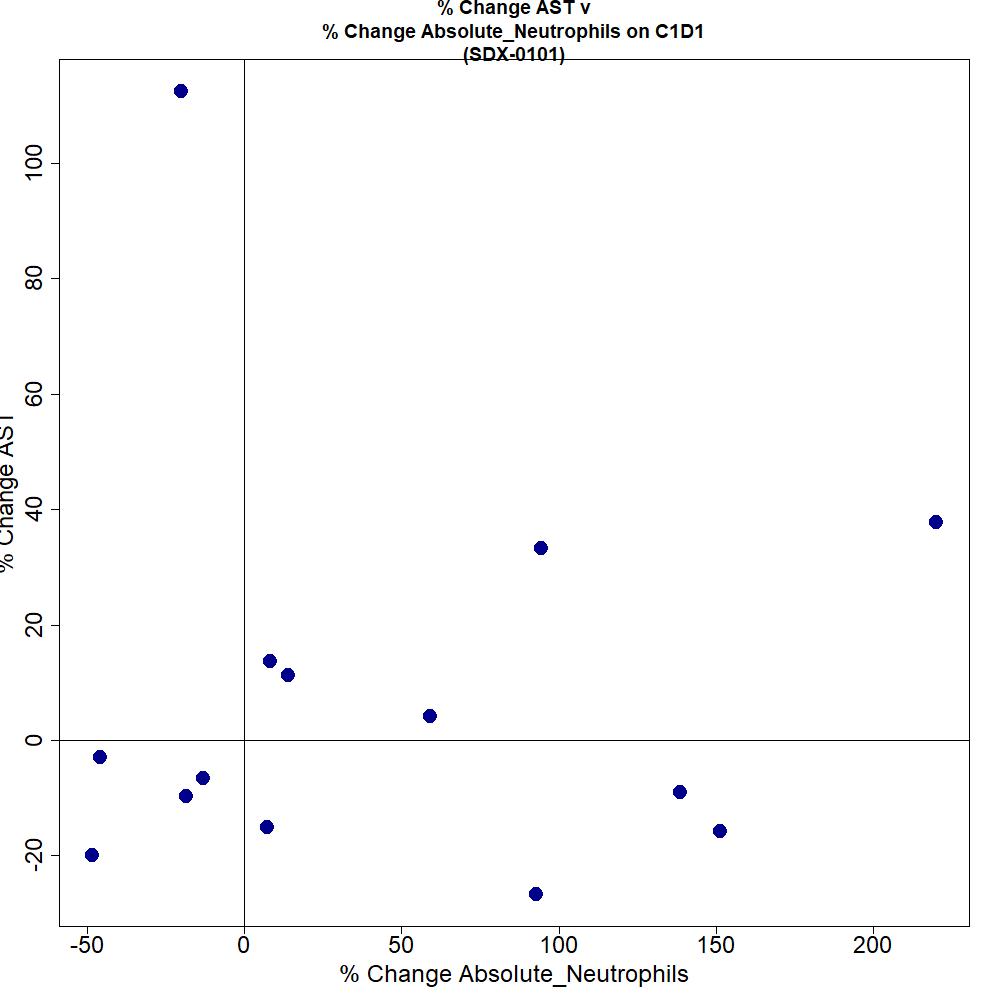 % Change AST v
% Change Absolute_Neutrophils on C1D1
(SDX-0101)
% Change AST
100
80
60
40
20
0
-20
-50
0
50
100
150
200
% Change Absolute_Neutrophils